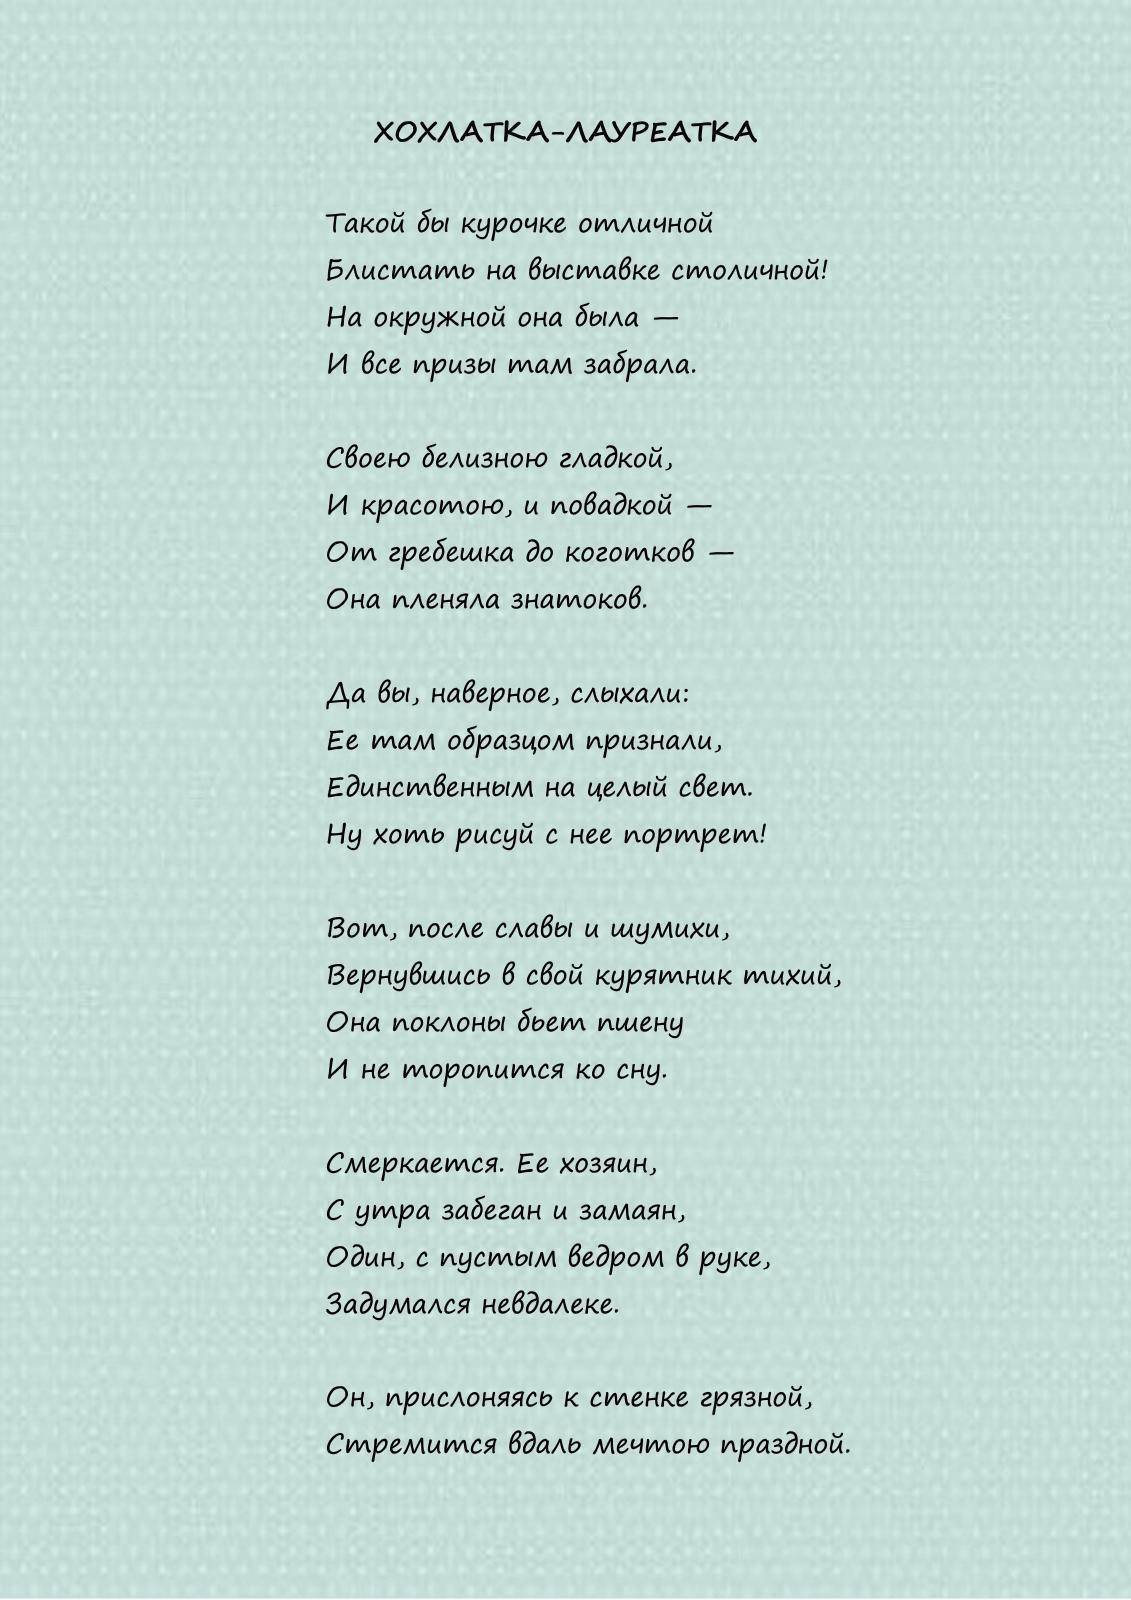 ХОХЛАТКА-ЛАУРЕАТКА
Такой бы курочке отличной
Блистать на выставке столичной!
На окружной она была —
И все призы там забрала.
Своею белизною гладкой,
И красотою, и повадкой —
От гребешка до коготков —
Она пленяла знатоков.
Да вы, наверное, слыхали:
Ее там образцом признали,
Единственным на целый свет.
Ну хоть рисуй с нее портрет!
Вот, после славы и шумихи,
Вернувшись в свой курятник тихий,
Она поклоны бьет пшену
И не торопится ко сну.
Смеркается. Ее хозяин,
С утра забеган и замаян,
Один, с пустым ведром в руке,
Задумался невдалеке.
Он, прислоняясь к стенке грязной,
Стремится вдаль мечтою праздной.